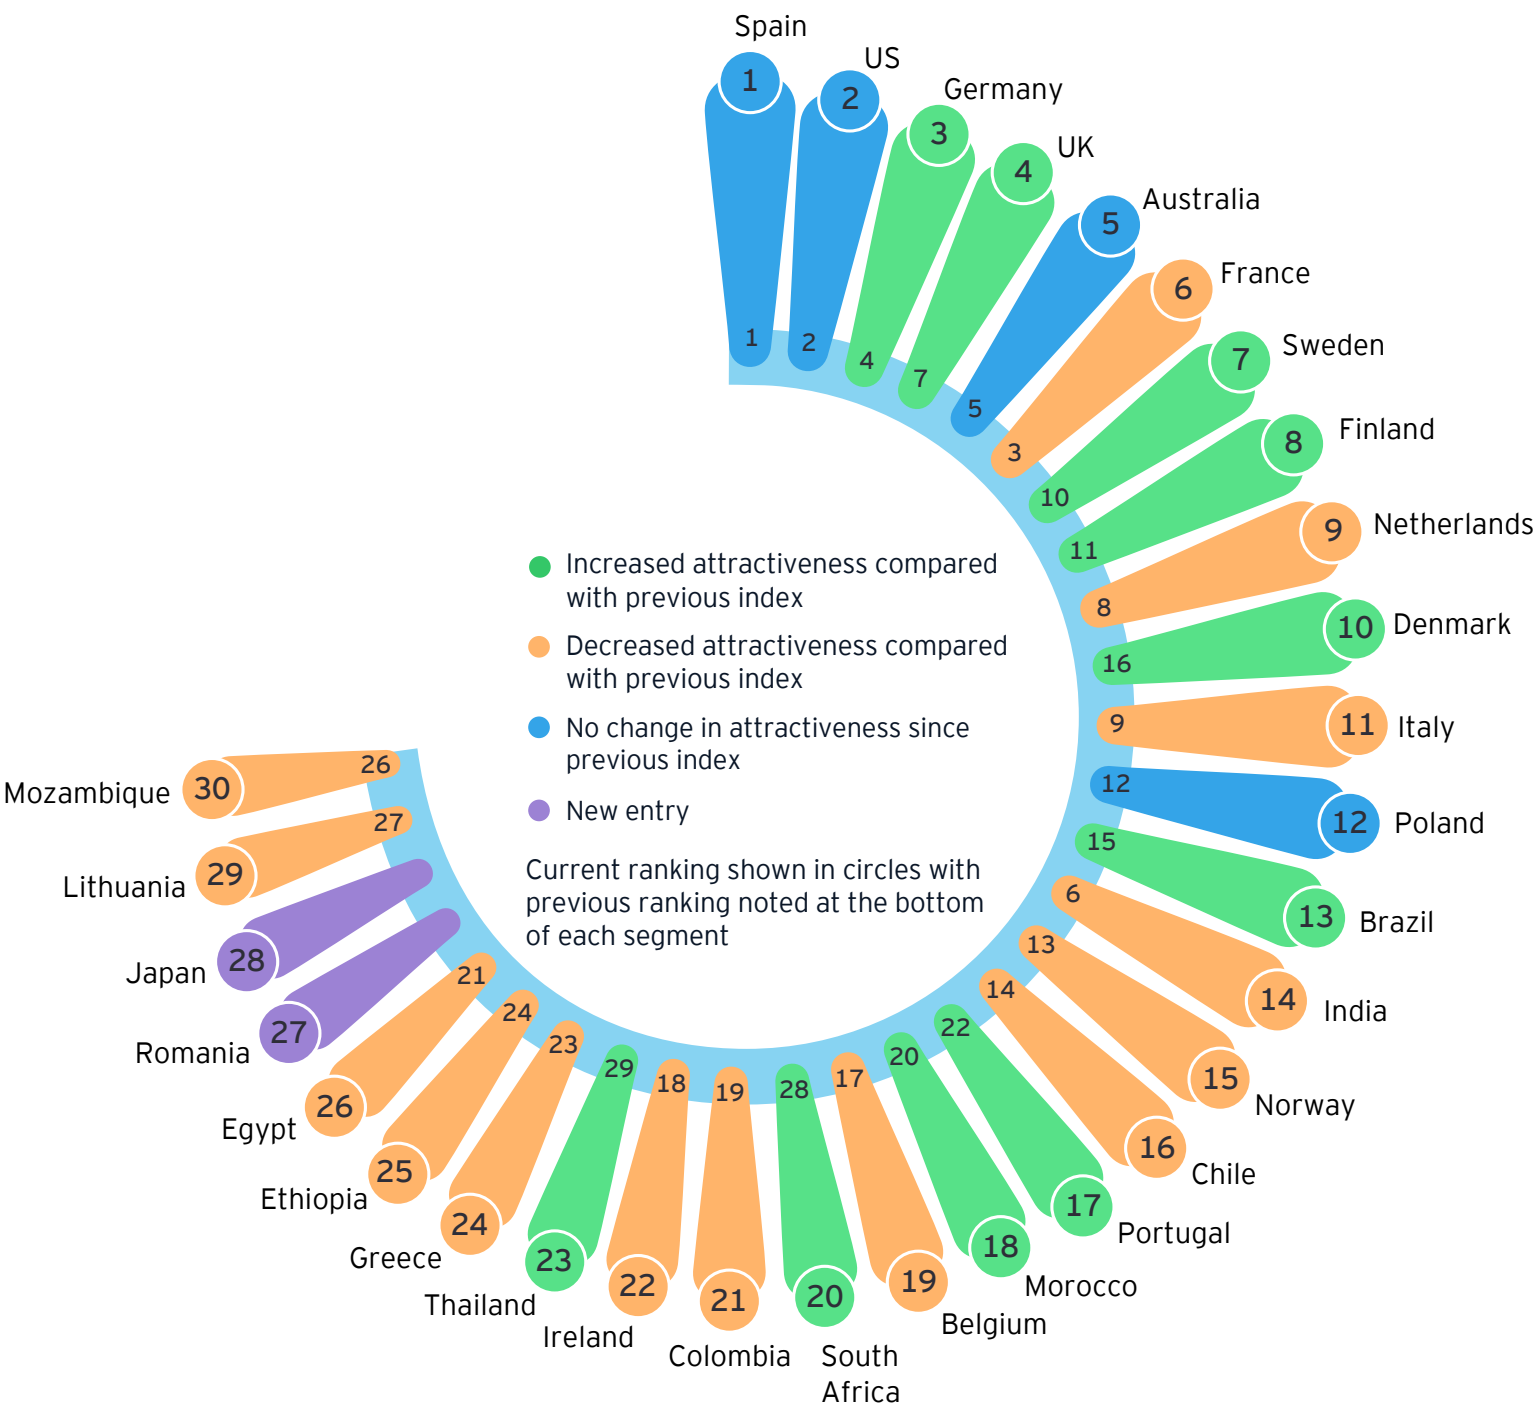 Spain
1
1
US
2
2
Germany
3
4
UK
4
7
Australia
5
5
France
6
3
Sweden
7
10
Finland
8
11
Netherlands
9
8
Denmark
10
16
Italy
11
9
Poland
12
12
Brazil
13
15
India
14
6
Norway
15
13
Chile
16
14
Portugal
17
22
Morocco
18
20
Belgium
19
17
South
Africa
20
28
Colombia
21
19
Ireland
22
18
Thailand
23
29
Greece
24
23
Ethiopia
25
24
Egypt
26
21
Romania
27
Japan
28
Lithuania
29
27
Mozambique
30
26
Increased attractiveness compared
with previous index
Decreased attractiveness compared
with previous index
No change in attractiveness since
previous index
New entry
Current ranking shown in circles with
previous ranking noted at the bottom
of each segment